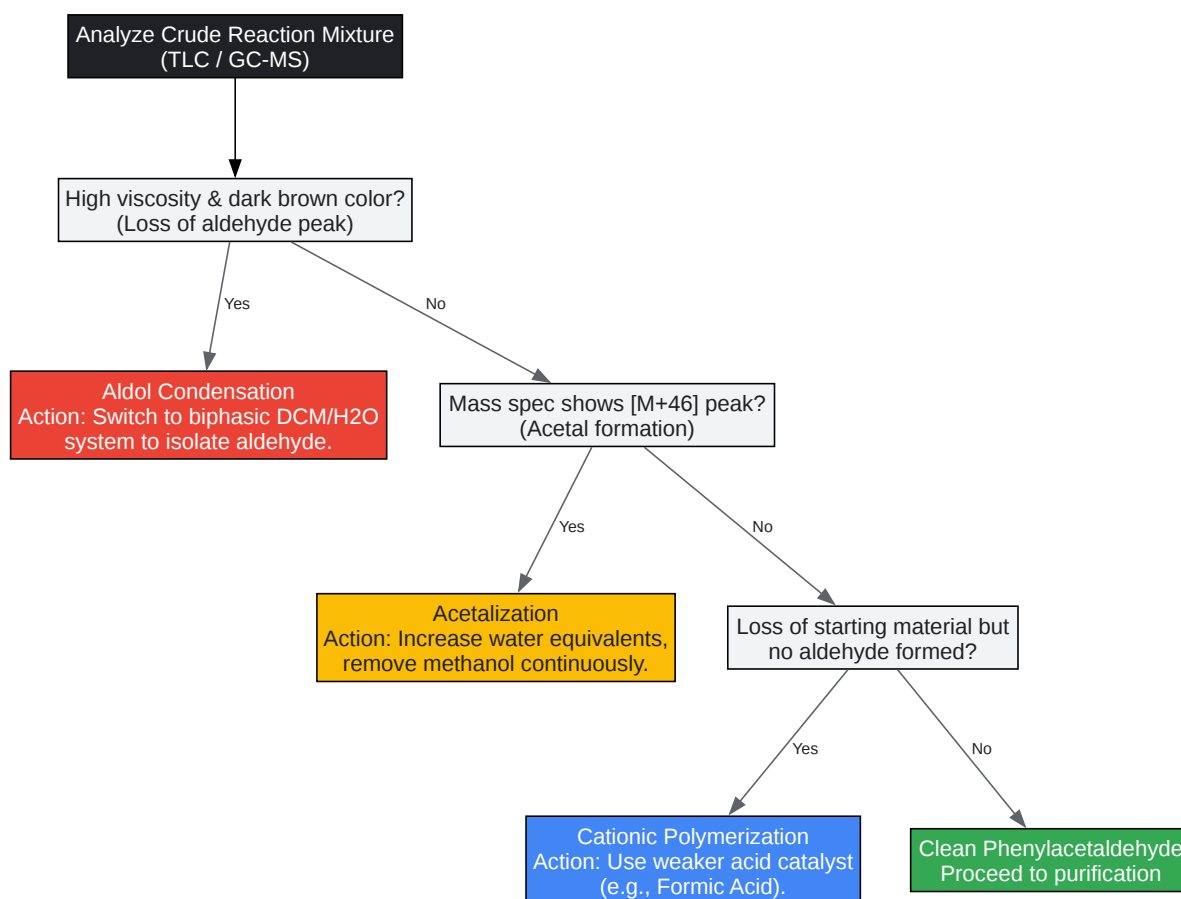 Analyze Crude Reaction Mixture
(TLC / GC-MS)
High viscosity & dark brown color?
(Loss of aldehyde peak)
Yes
No
Aldol Condensation
Action: Switch to biphasic DCM/H2O
system to isolate aldehyde.
Mass spec shows [M+46] peak?
(Acetal formation)
Yes
No
Acetalization
Action: Increase water equivalents,
remove methanol continuously.
Loss of starting material but
no aldehyde formed?
Yes
No
Cationic Polymerization
Action: Use weaker acid catalyst
(e.g., Formic Acid).
Clean Phenylacetaldehyde
Proceed to purification